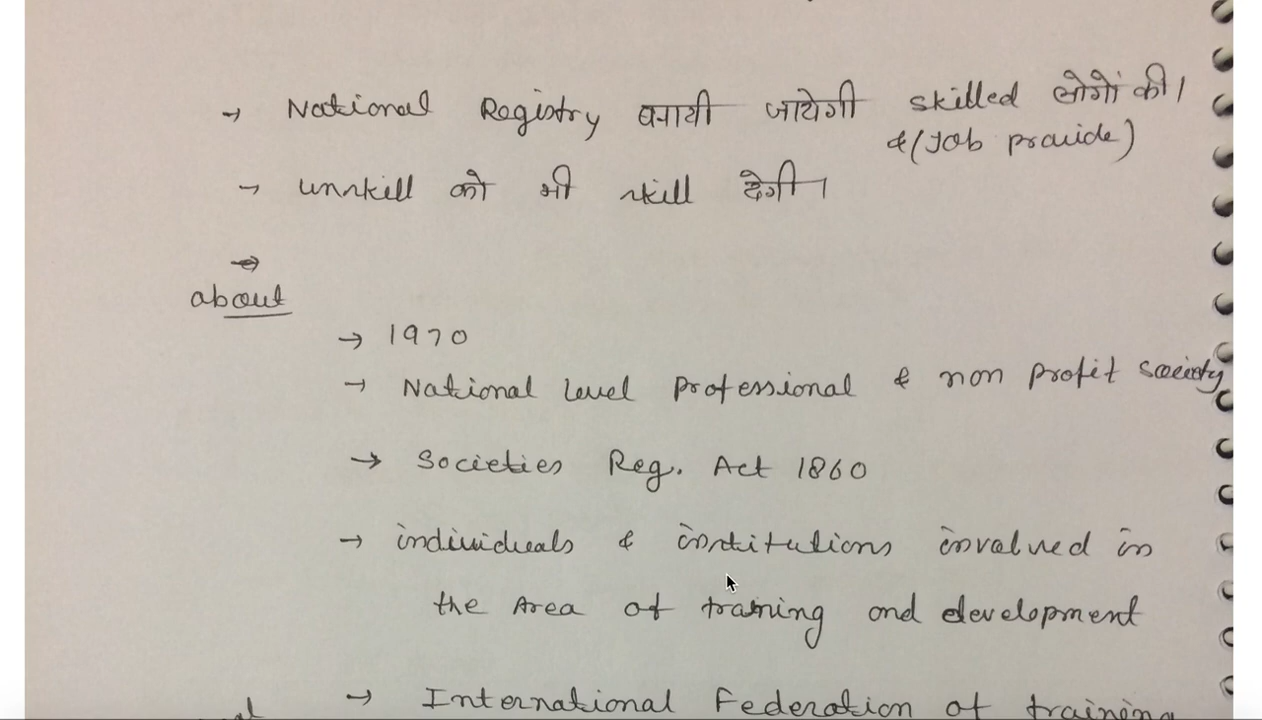 → National Registry बनायी जायेगी skilled लोगों की।
&(Job provide)
→ unskill को भी skill देगी।
→
about
→ 1970
→ National level professional & non profit society
→ Societies Reg. Act 1860
→ individuals & institutions involved in
the Area of training and development
→ International Federation of training